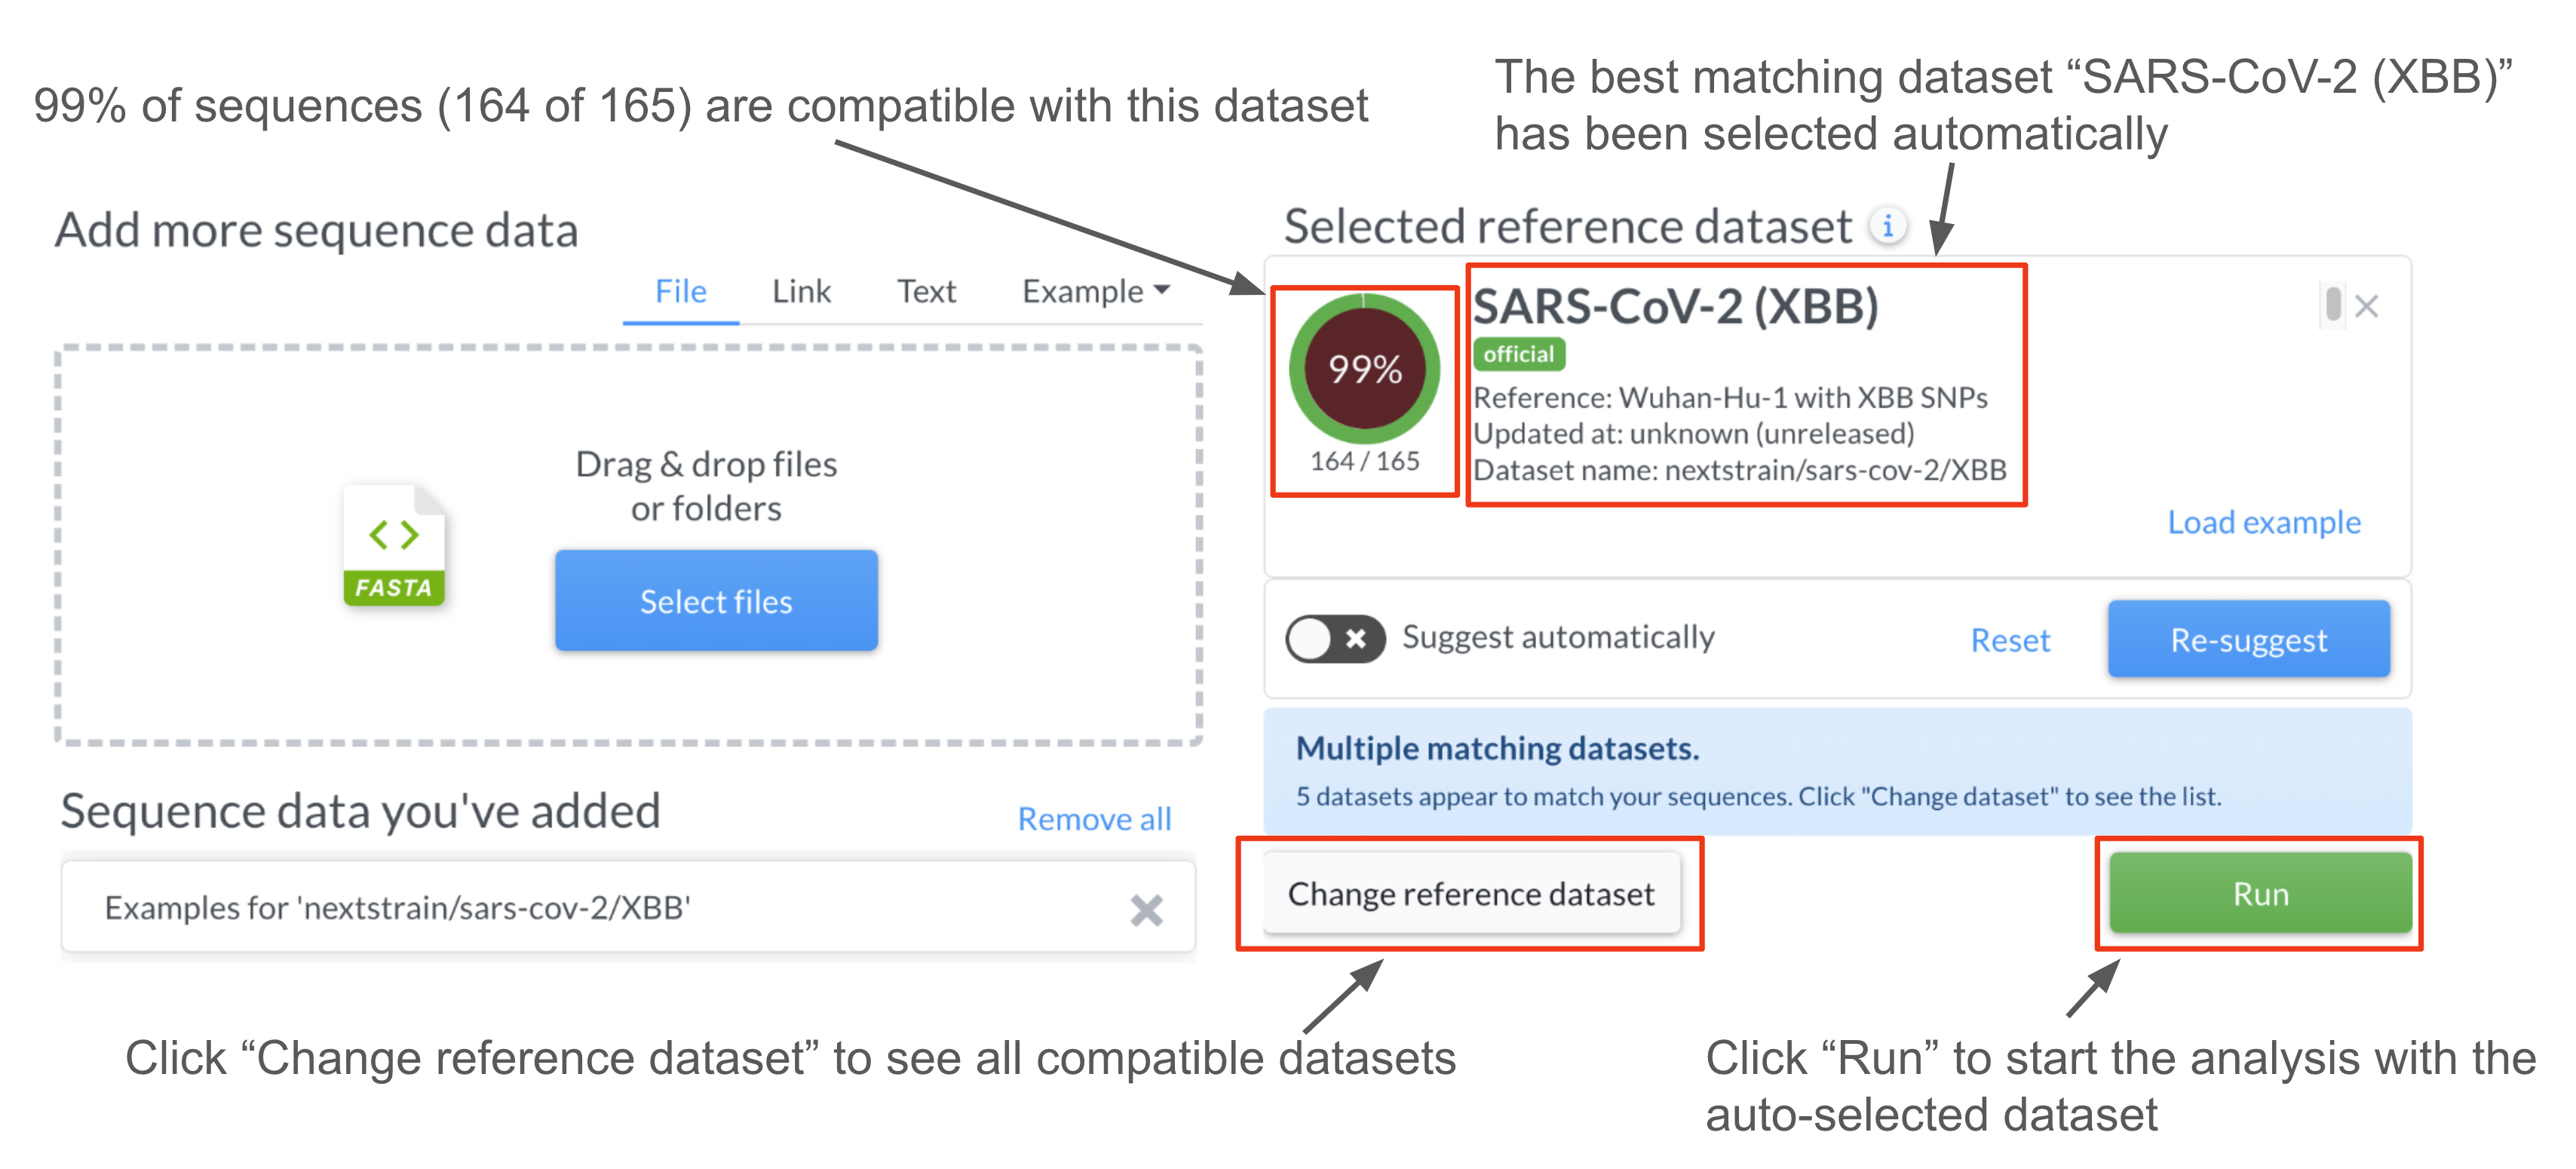 99% of sequences (164 of 165) are compatible with this dataset
The best matching dataset “SARS-CoV-2 (XBB)”
has been selected automatically
Add more sequence data
File Link Text Example
Drag & drop files
or folders
FASTA
Select files
Sequence data you've added
Remove all
Examples for 'nextstrain/sars-cov-2/XBB'
Selected reference dataset i
99%
164 / 165
SARS-CoV-2 (XBB)
official
Reference: Wuhan-Hu-1 with XBB SNPs
Updated at: unknown (unreleased)
Dataset name: nextstrain/sars-cov-2/XBB
Load example
Suggest automatically
Reset
Re-suggest
Multiple matching datasets.
5 datasets appear to match your sequences. Click "Change dataset" to see the list.
Change reference dataset
Run
Click “Change reference dataset” to see all compatible datasets
Click “Run” to start the analysis with the
auto-selected dataset